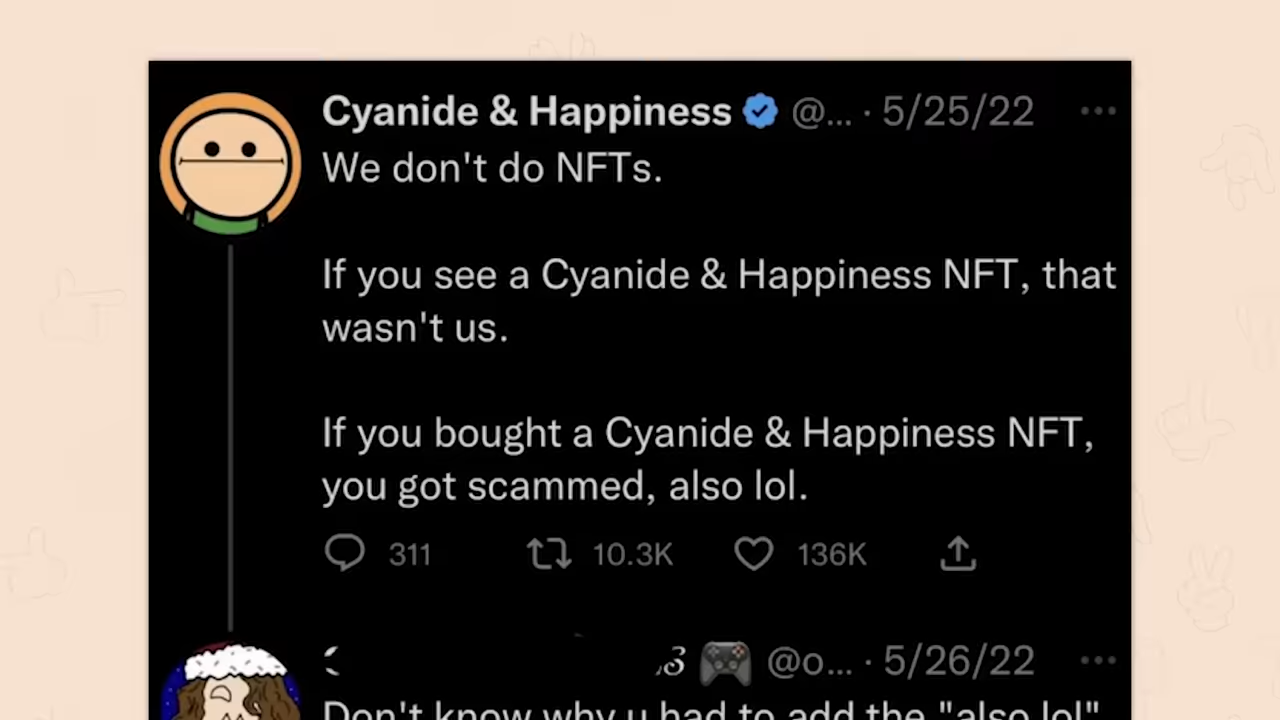 Cyanide & Happiness @... · 5/25/22
We don't do NFTs.
If you see a Cyanide & Happiness NFT, that
wasn't us.
If you bought a Cyanide & Happiness NFT,
you got scammed, also lol.
311 10.3K 136K
@o... · 5/26/22
Don't know why u had to add the "also lol"